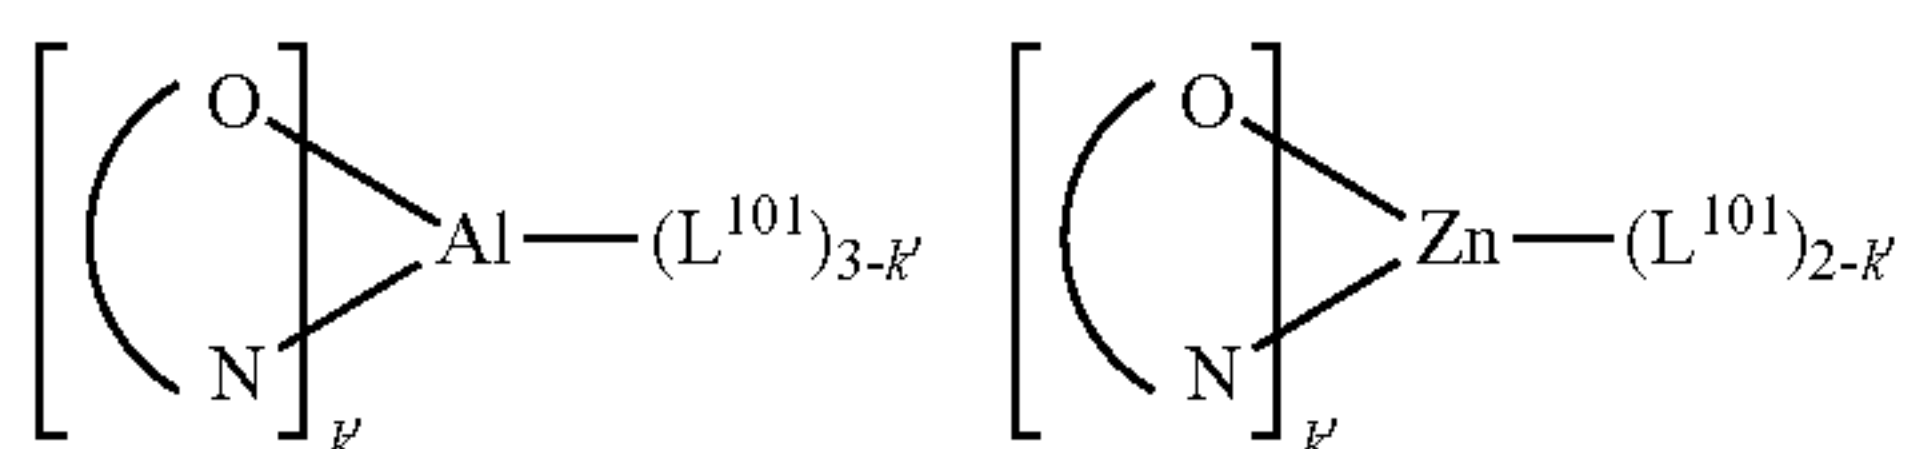 O O
Al — (L¹⁰¹)₃₋ₖ′ Zn — (L¹⁰¹)₂₋ₖ′
N N
k′ k′